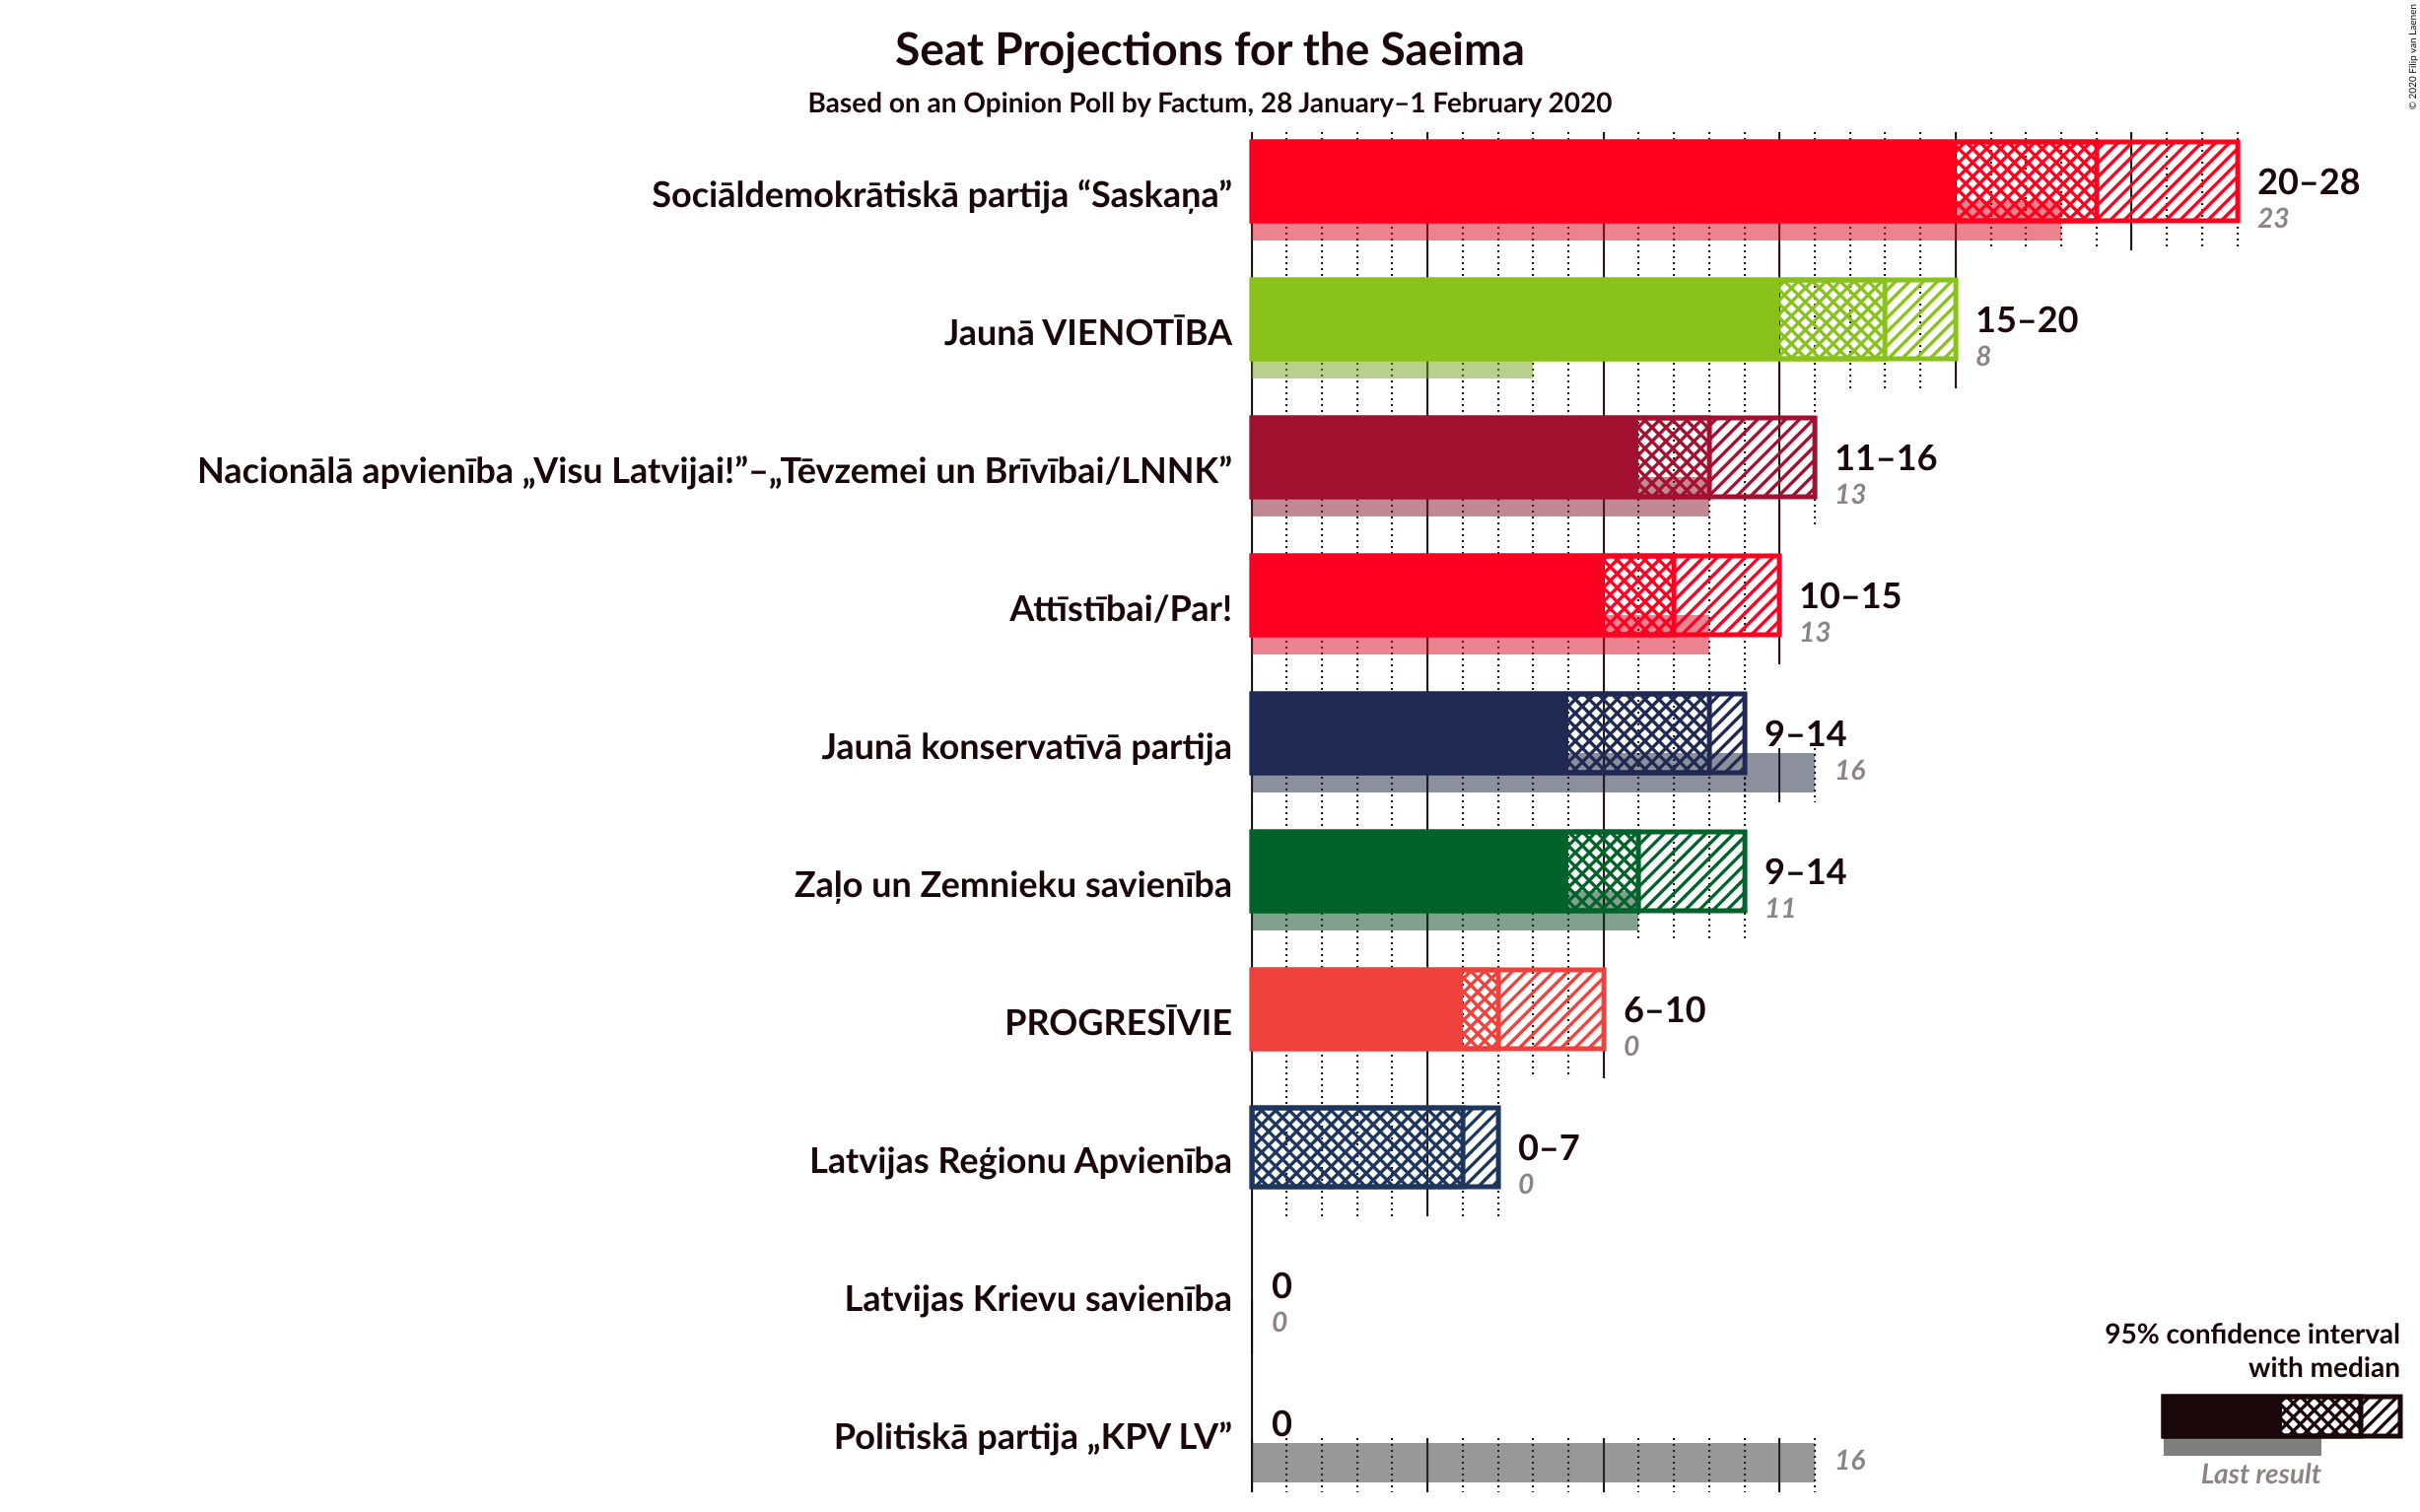 Seat Projections for the Saeima
Based on an Opinion Poll by Factum, 28 January–1 February 2020
© 2020 Filip van Laenen
Sociāldemokrātiskā partija “Saskaņa”
20–28
23
Jaunā VIENOTĪBA
15–20
8
Nacionālā apvienība „Visu Latvijai!”–„Tēvzemei un Brīvībai/LNNK”
11–16
13
Attīstībai/Par!
10–15
13
Jaunā konservatīvā partija
9–14
16
Zaļo un Zemnieku savienība
9–14
11
PROGRESĪVIE
6–10
0
Latvijas Reģionu Apvienība
0–7
0
Latvijas Krievu savienība
0
0
Politiskā partija „KPV LV”
0
16
95% confidence interval
with median
Last result